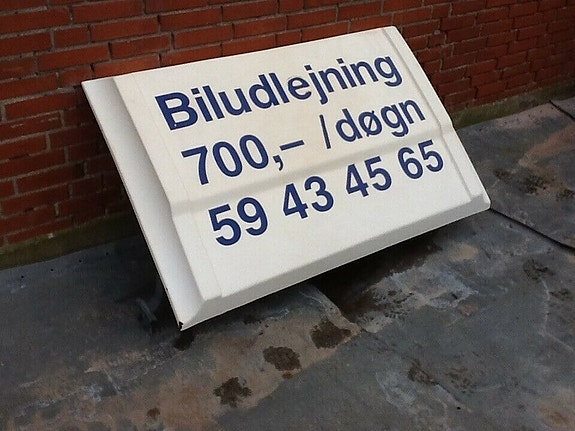 Biludlejning
700,- /døgn
59 43 45 65